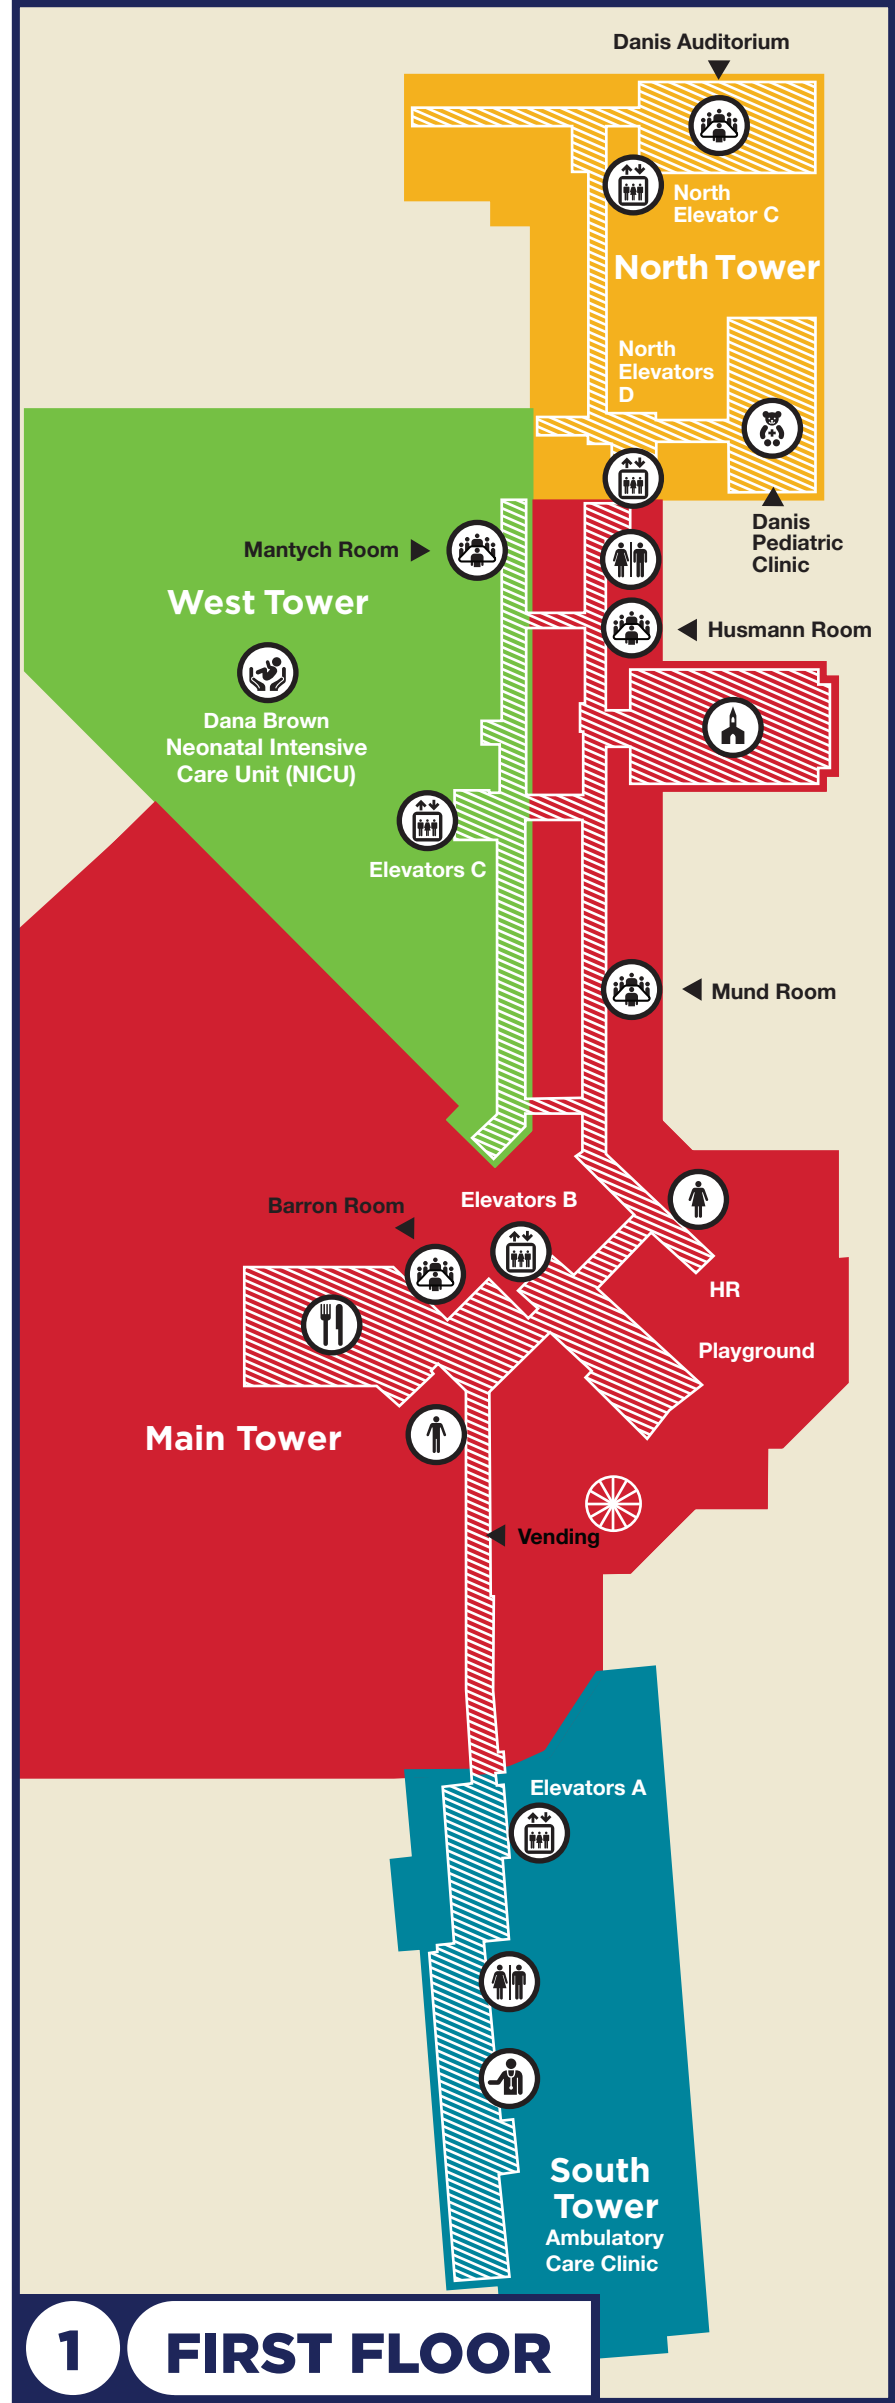 Danis Auditorium
North
Elevator C
North Tower
North
Elevators
D
Danis
Pediatric
Clinic
Mantych Room
West Tower
Husmann Room
Dana Brown
Neonatal Intensive
Care Unit (NICU)
Elevators C
Mund Room
Barron Room
Elevators B
HR
Playground
Main Tower
Vending
Elevators A
South
Tower
Ambulatory
Care Clinic
1
FIRST FLOOR